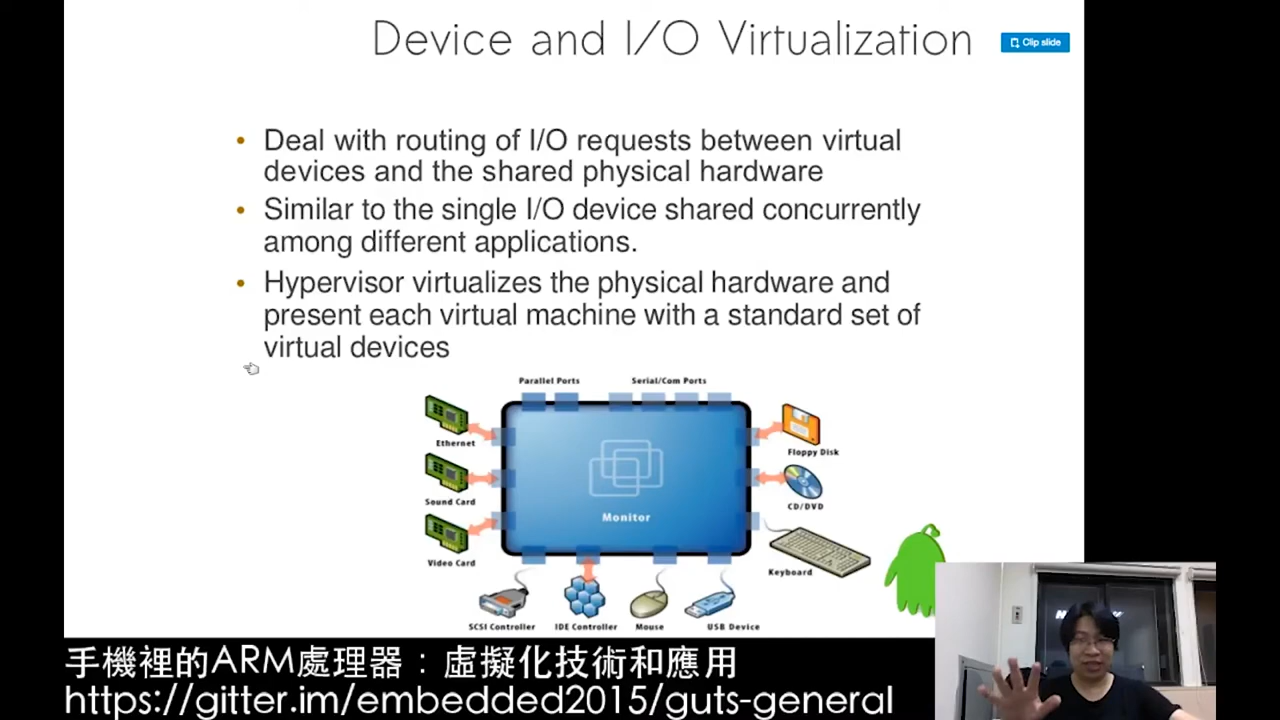 Device and I/O Virtualization
Clip slide
• Deal with routing of I/O requests between virtual
devices and the shared physical hardware
• Similar to the single I/O device shared concurrently
among different applications.
• Hypervisor virtualizes the physical hardware and
present each virtual machine with a standard set of
virtual devices
Parallel Ports
Serial/Com Ports
Ethernet
Floppy Disk
Sound Card
CD/DVD
Monitor
Video Card
Keyboard
SCSI Controller
IDE Controller
Mouse
USB Device
手機裡的ARM處理器：虛擬化技術和應用
https://gitter.im/embedded2015/guts-general